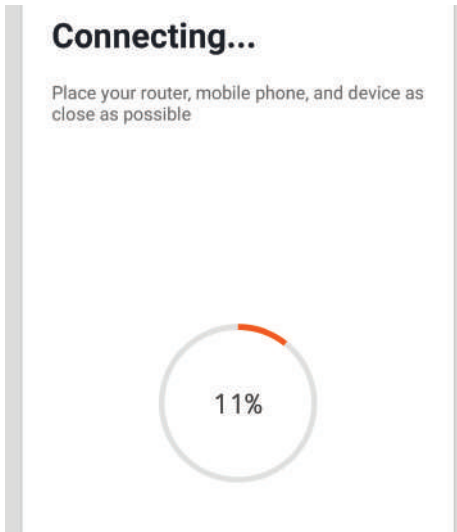 Connecting...
Place your router, mobile phone, and device as
close as possible
11%